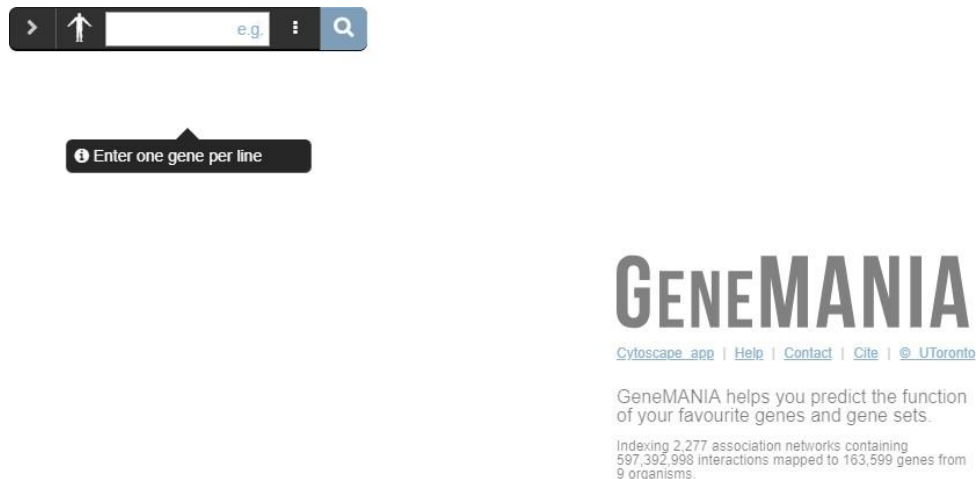 e.g.
Enter one gene per line
GENEMANIA
Cytoscape app | Help | Contact | Cite | © UToronto
GeneMANIA helps you predict the function
of your favourite genes and gene sets.
Indexing 2,277 association networks containing
597,392,998 interactions mapped to 163,599 genes from
9 organisms.